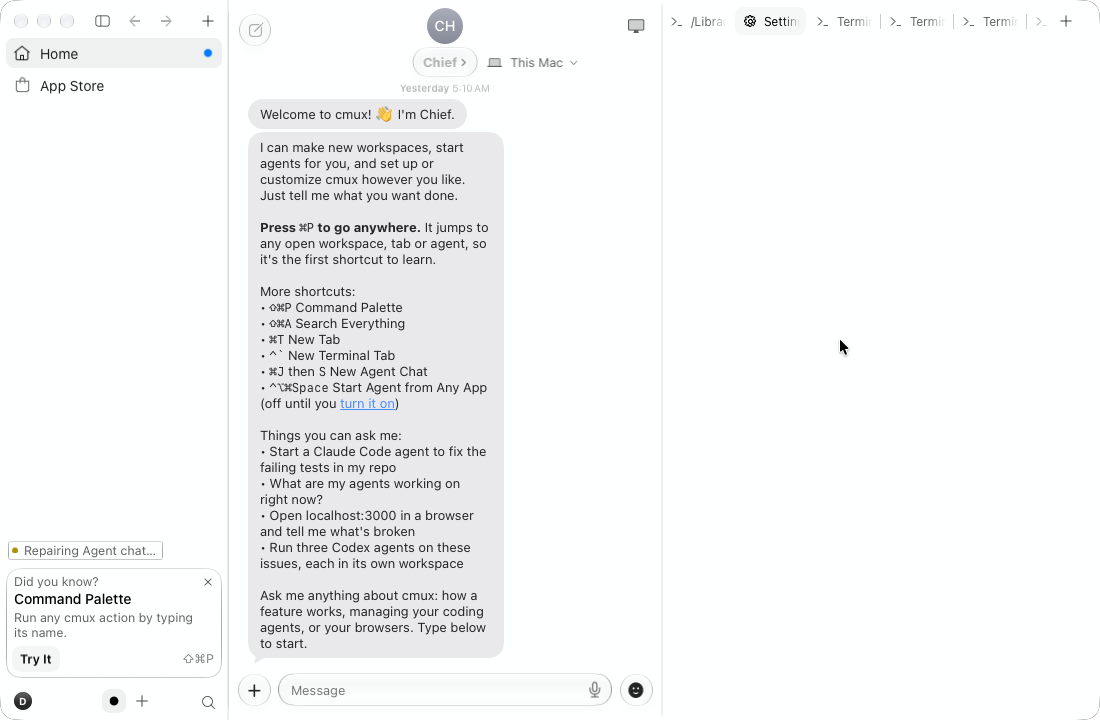 Home
App Store
Repairing Agent chat...
Did you know?
Command Palette
Run any cmux action by typing
its name.
Try It
⇧⌘P
D
CH
Chief
This Mac
Yesterday 5:10 AM
Welcome to cmux! 👋 I'm Chief.
I can make new workspaces, start
agents for you, and set up or
customize cmux however you like.
Just tell me what you want done.
Press ⌘P to go anywhere. It jumps to
any open workspace, tab or agent, so
it's the first shortcut to learn.
More shortcuts:
• ⇧⌘P Command Palette
• ⇧⌘A Search Everything
• ⌘T New Tab
• ^` New Terminal Tab
• ⌘J then S New Agent Chat
• ^⌥⌘Space Start Agent from Any App
(off until you turn it on)
Things you can ask me:
• Start a Claude Code agent to fix the
failing tests in my repo
• What are my agents working on
right now?
• Open localhost:3000 in a browser
and tell me what's broken
• Run three Codex agents on these
issues, each in its own workspace
Ask me anything about cmux: how a
feature works, managing your coding
agents, or your browsers. Type below
to start.
Message
/Libra
Settin
Termin
Termin
Termin